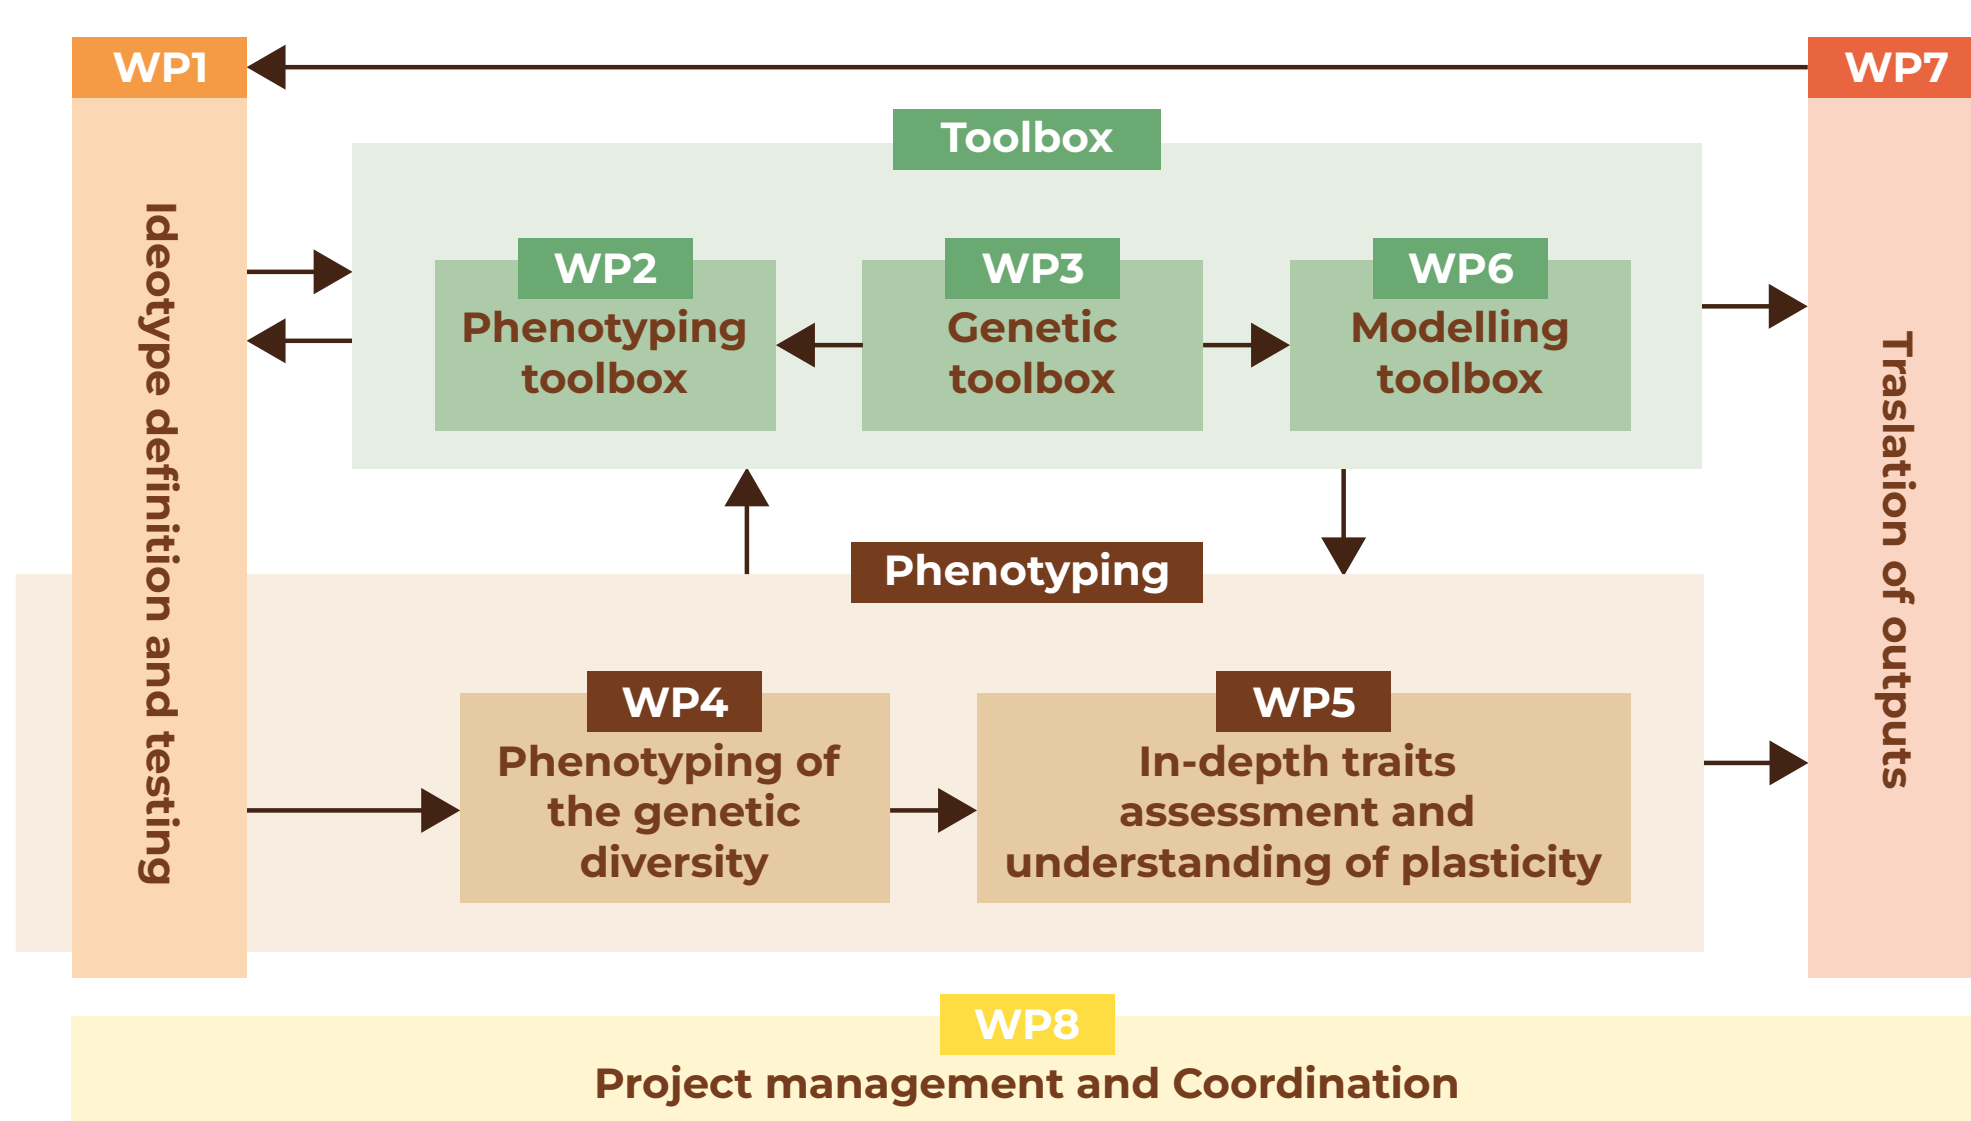 WP1
WP7
Toolbox
Ideotype definition and testing
WP2
Phenotyping
toolbox
WP3
Genetic
toolbox
WP6
Modelling
toolbox
Traslation of outputs
Phenotyping
WP4
Phenotyping of
the genetic
diversity
WP5
In-depth traits
assessment and
understanding of plasticity
WP8
Project management and Coordination